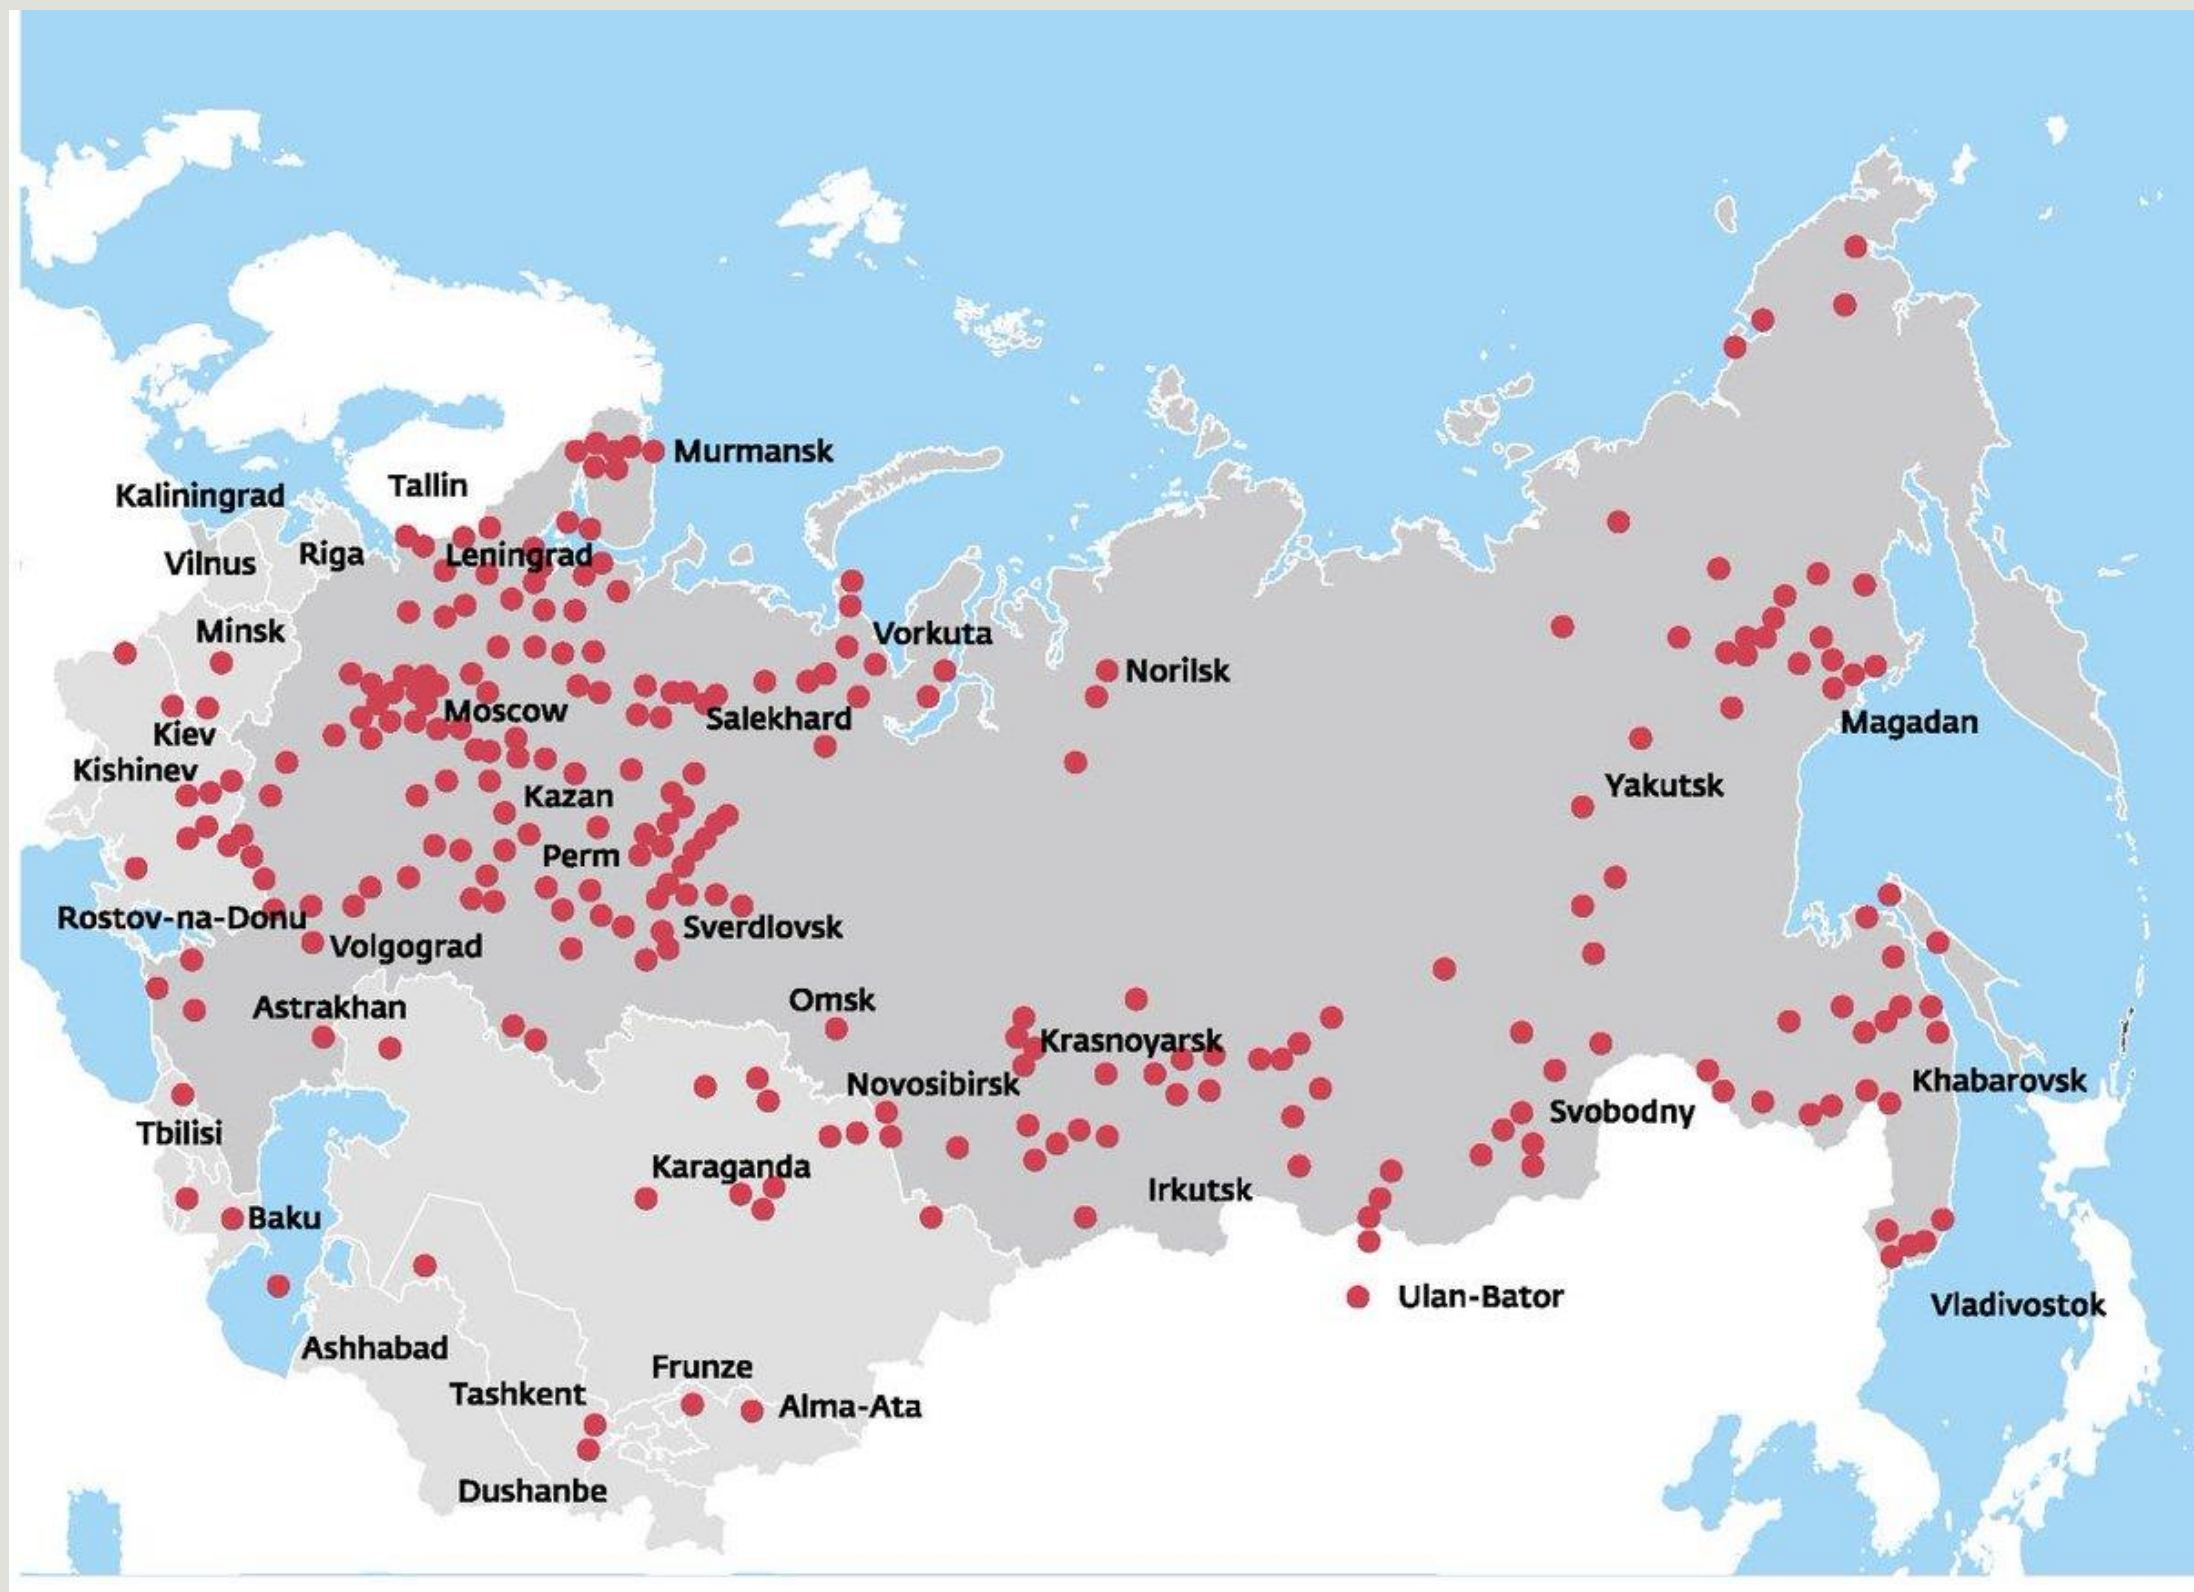 Murmansk
Tallin
Kaliningrad
Leningrad
Riga
Vilnus
Minsk
Vorkuta
Norilsk
Moscow
Salekhard
Magadan
Kiev
Kishinev
Yakutsk
Kazan
Perm
Rostov-na-Donu
Sverdlovsk
Volgograd
Omsk
Astrakhan
Krasnoyarsk
Novosibirsk
Khabarovsk
Svobodny
Tbilisi
Karaganda
Irkutsk
Baku
Ulan-Bator
Vladivostok
Ashhabad
Frunze
Tashkent
Alma-Ata
Dushanbe